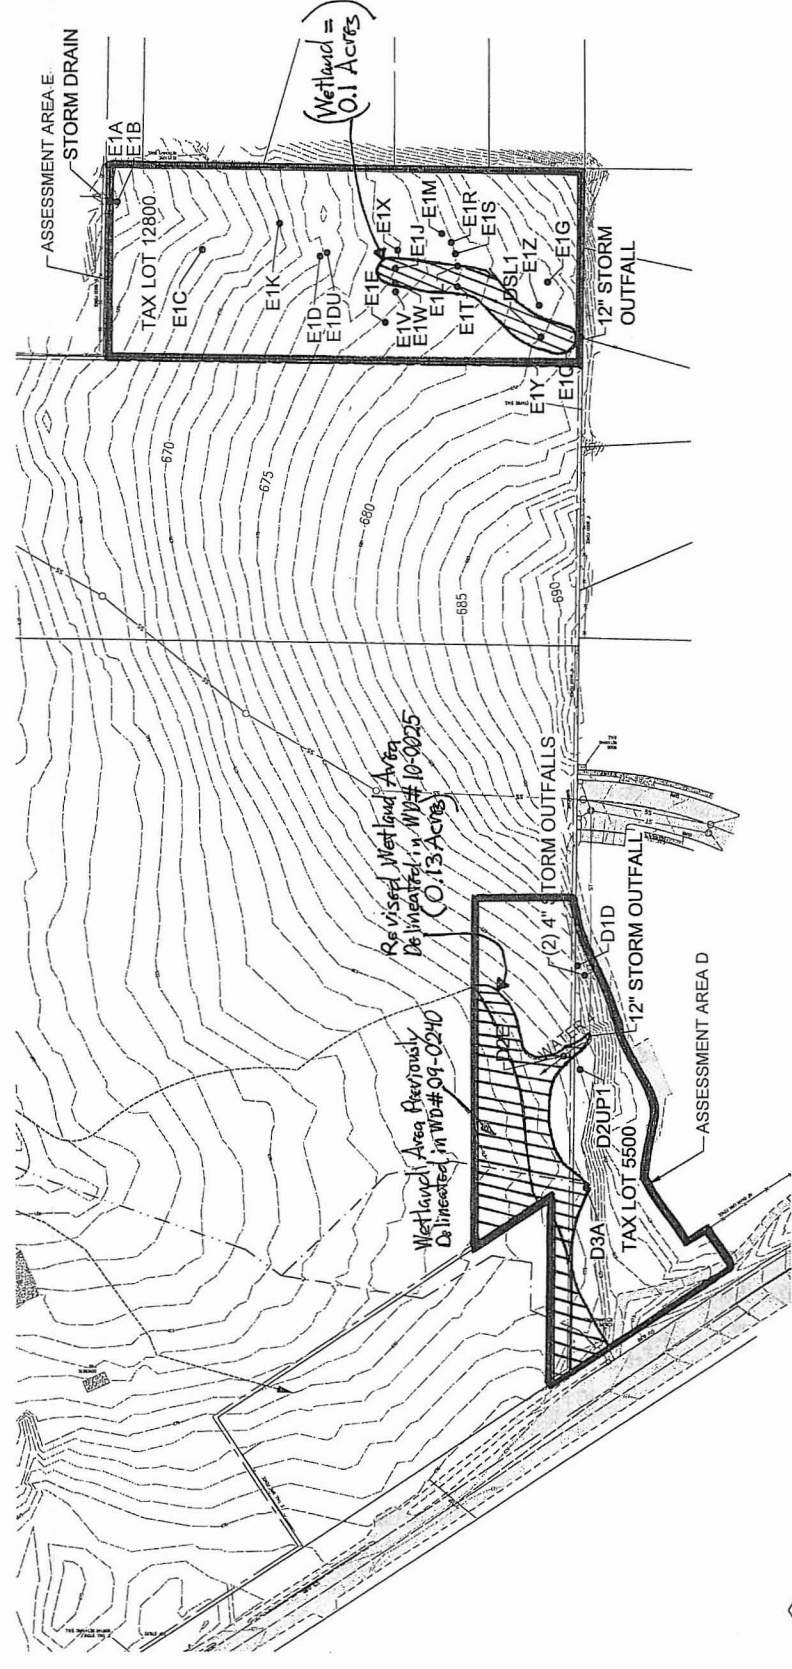 ASSESSMENT AREA E
STORM DRAIN
E1A
E1B
TAX LOT 12800
E1C
E1K
E1D
E1DU
(Wetland =
0.1 Acres)
E1X
E1J
E1E
E1V
E1W
E1M
E1R
E1S
E1L
E1T
DSL1
E1Z
E1G
E1Y
E1Q
12" STORM
OUTFALL
670
675
680
685
690
Revised Wetland Area
Delineated in WD# 10-0025
(0.13 Acres)
Wetland Area Previously
Delineated in WD#09-0240
(2) 4" STORM OUTFALLS
D1D
12" STORM OUTFALL
WATER
D2UP1
D3A
TAX LOT 5500
ASSESSMENT AREA D